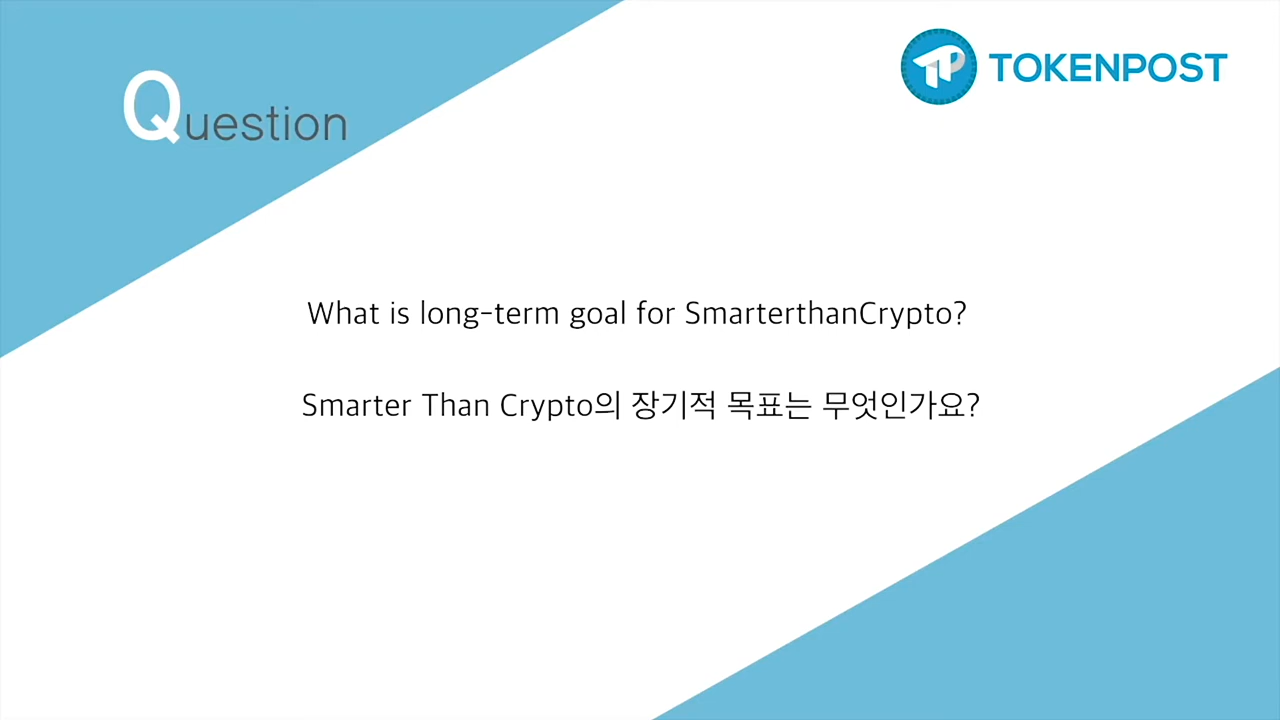 Question
TOKENPOST
What is long-term goal for SmarterthanCrypto?
Smarter Than Crypto의 장기적 목표는 무엇인가요?